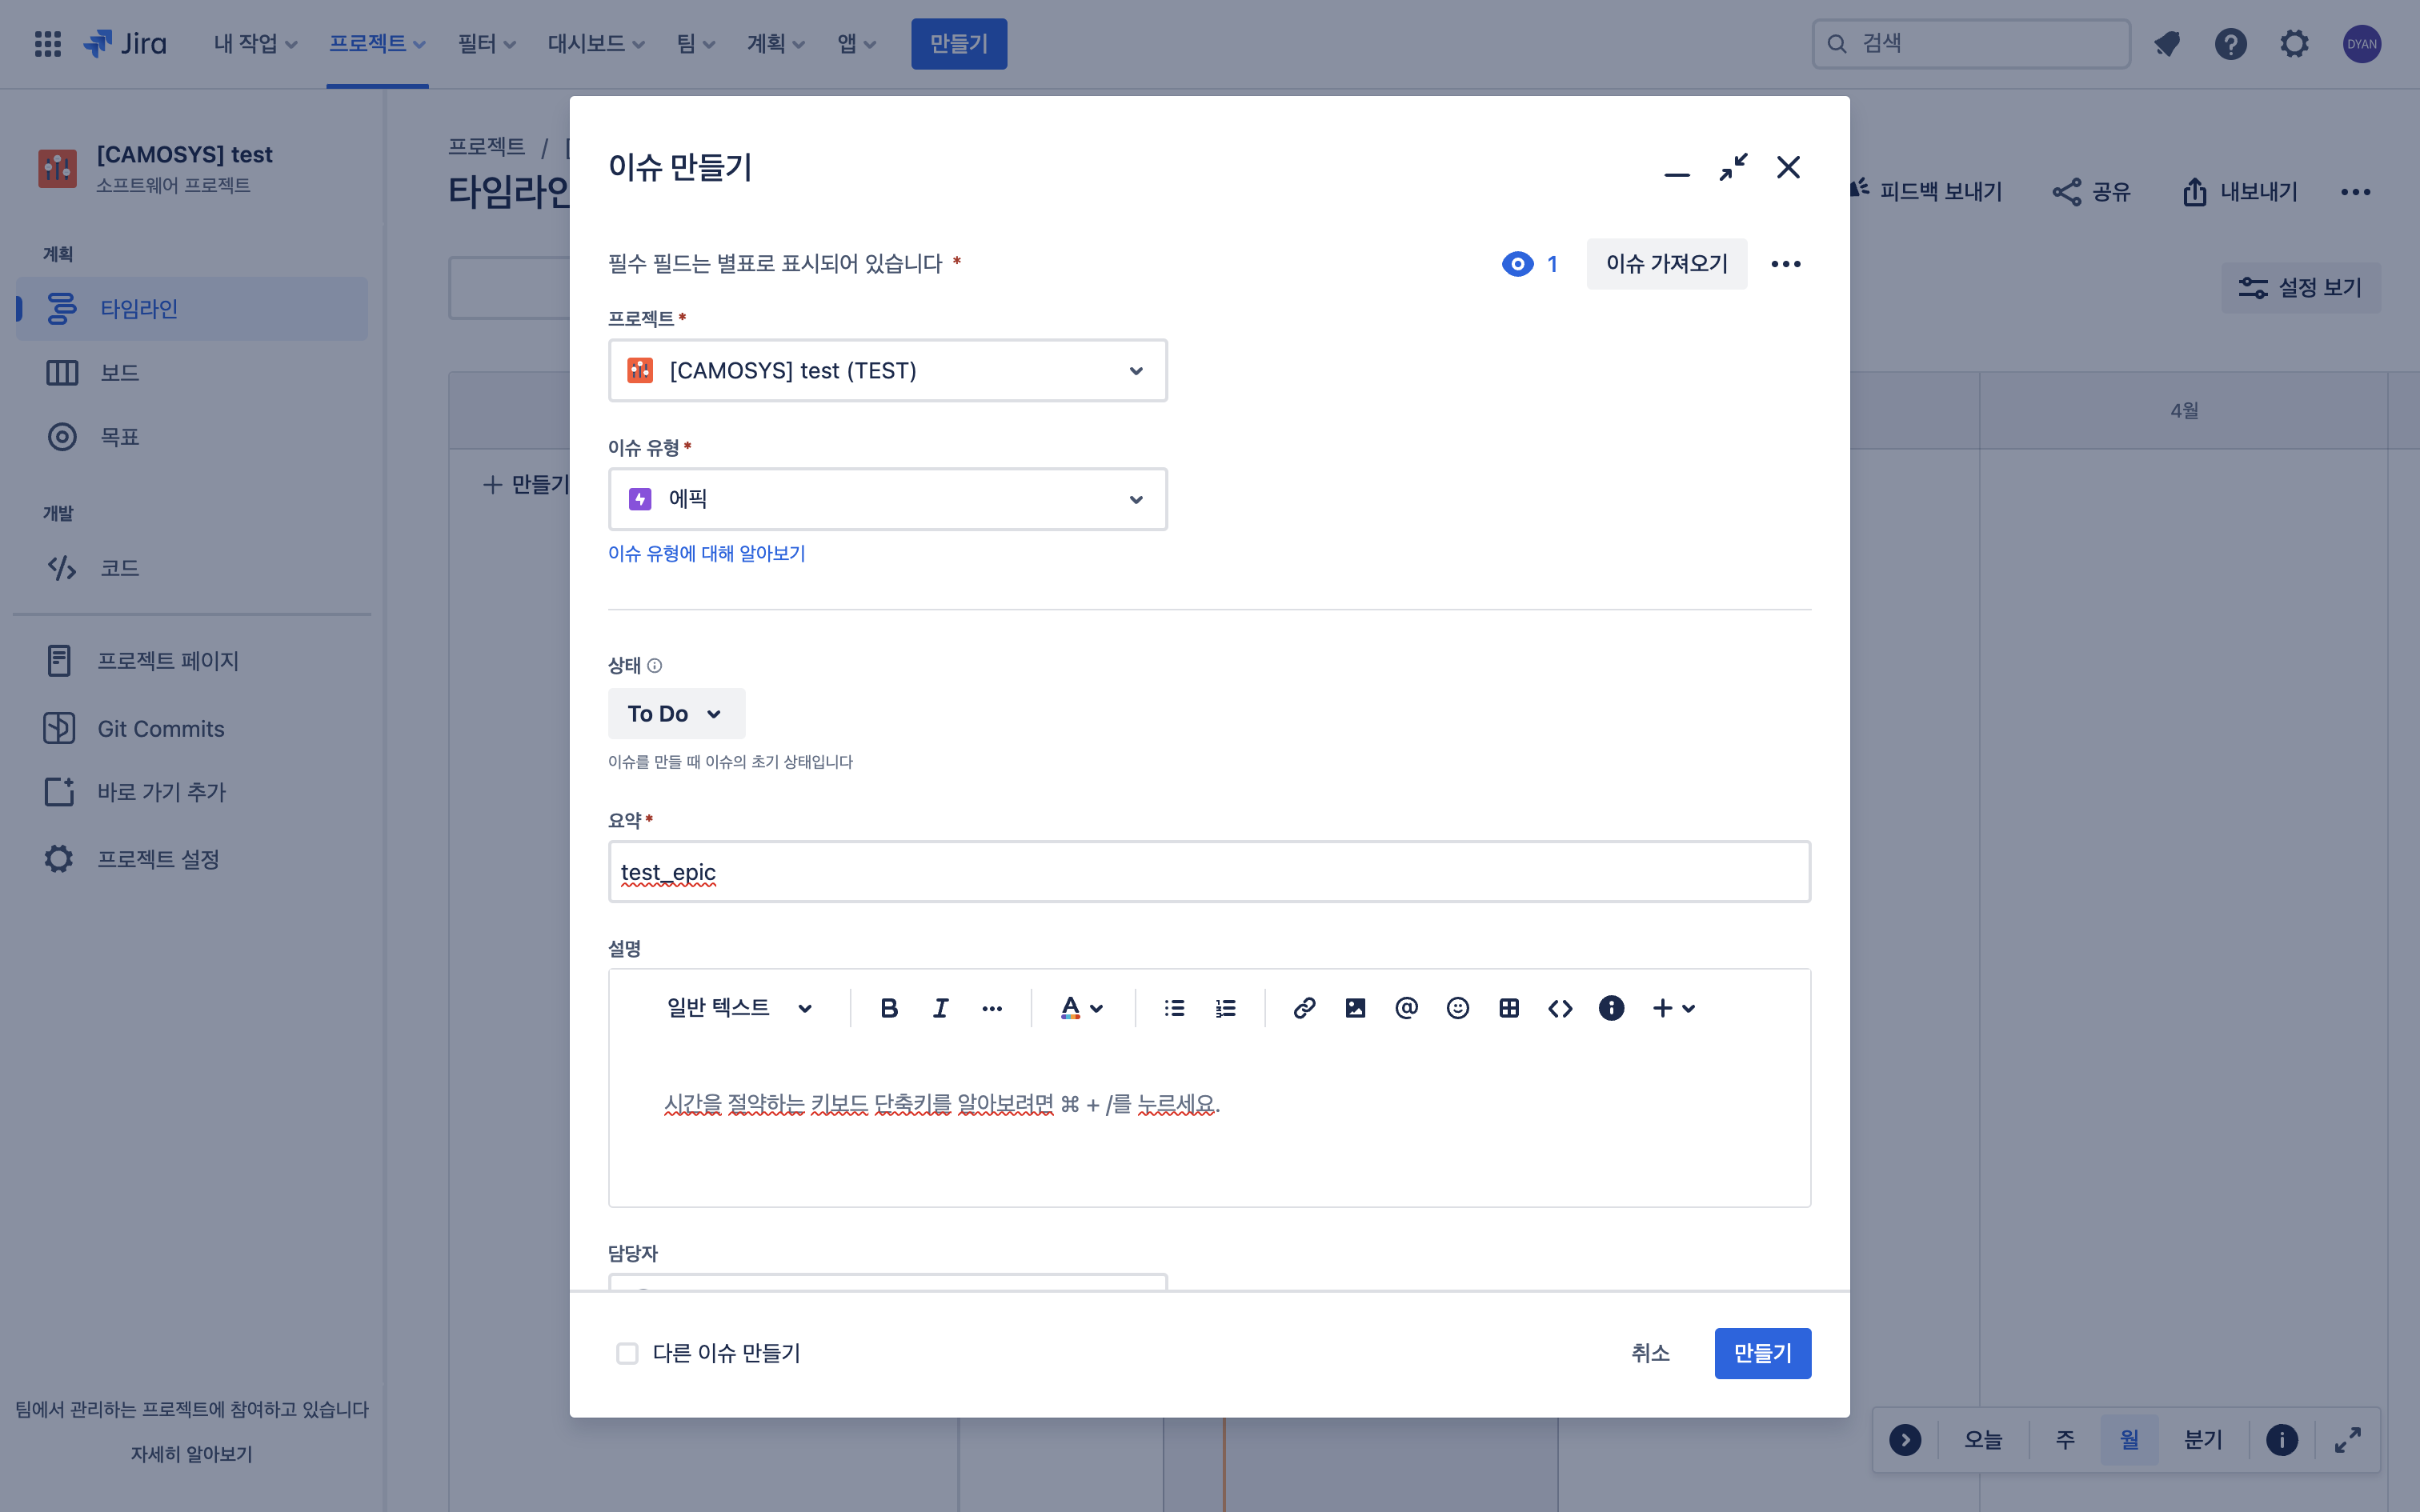 Jira
내 작업
프로젝트
필터
대시보드
팀
계획
앱
만들기
검색
DYAN
[CAMOSYS] test
소프트웨어 프로젝트
계획
타임라인
보드
목표
개발
코드
프로젝트 페이지
Git Commits
바로 가기 추가
프로젝트 설정
팀에서 관리하는 프로젝트에 참여하고 있습니다
자세히 알아보기
프로젝트 / [
타임라인
피드백 보내기
공유
내보내기
설정 보기
4월
+ 만들기
이슈 만들기
필수 필드는 별표로 표시되어 있습니다 *
1
이슈 가져오기
프로젝트 *
[CAMOSYS] test (TEST)
이슈 유형 *
에픽
이슈 유형에 대해 알아보기
상태
To Do
이슈를 만들 때 이슈의 초기 상태입니다
요약 *
test_epic
설명
일반 텍스트
시간을 절약하는 키보드 단축키를 알아보려면 ⌘ + /를 누르세요.
담당자
다른 이슈 만들기
취소
만들기
오늘
주
월
분기